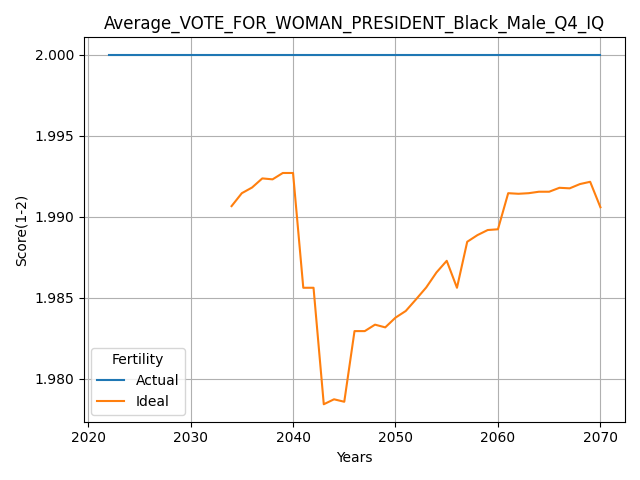 Average_VOTE_FOR_WOMAN_PRESIDENT_Black_Male_Q4_IQ
2.000
1.995
1.990
1.985
1.980
Score(1-2)
Fertility
Actual
Ideal
2020 2030 2040 2050 2060 2070
Years